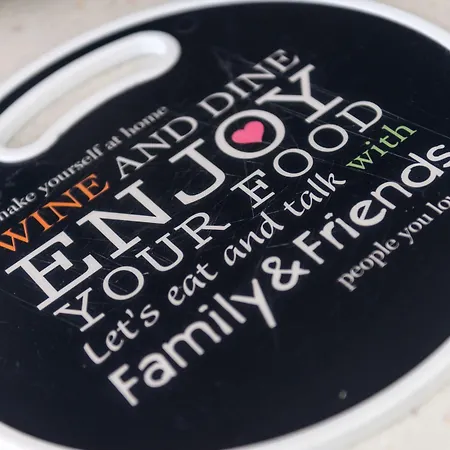 make yourself at home
WINE AND DINE
ENJOY
YOUR FOOD
Let's eat and talk with
Family & Friends
people you lo